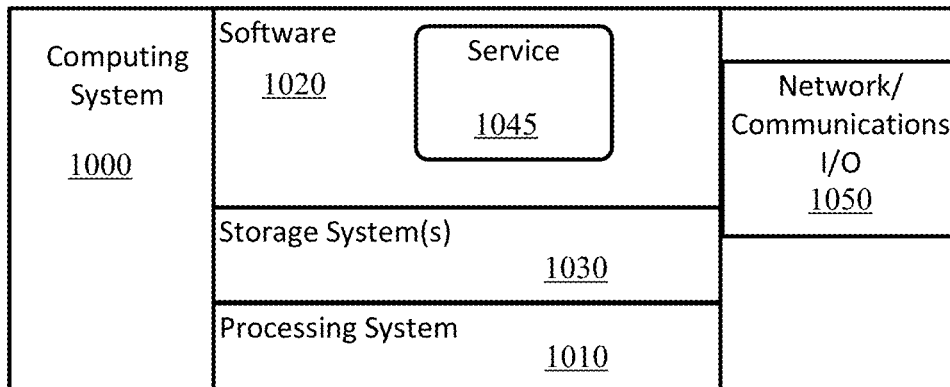 Computing
System
1000
Software
1020
Service
1045
Network/
Communications
I/O
1050
Storage System(s)
1030
Processing System
1010